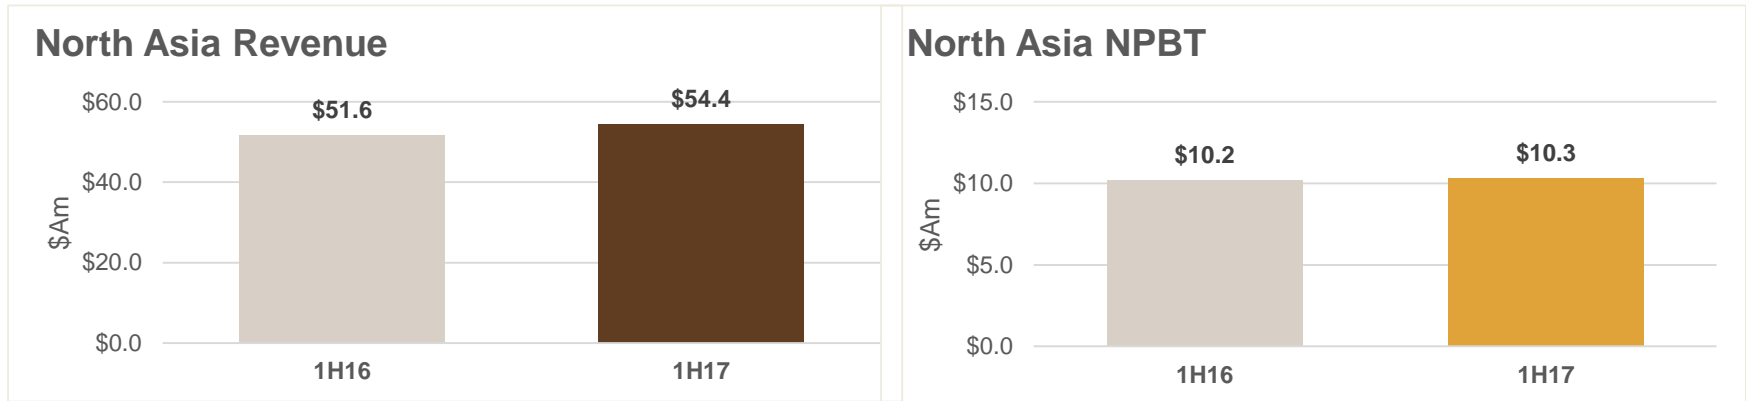 North Asia Revenue
$60.0
$40.0
$20.0
$0.0
$Am
$51.6
$54.4
1H16
1H17
North Asia NPBT
$15.0
$10.0
$5.0
$0.0
$Am
$10.2
$10.3
1H16
1H17